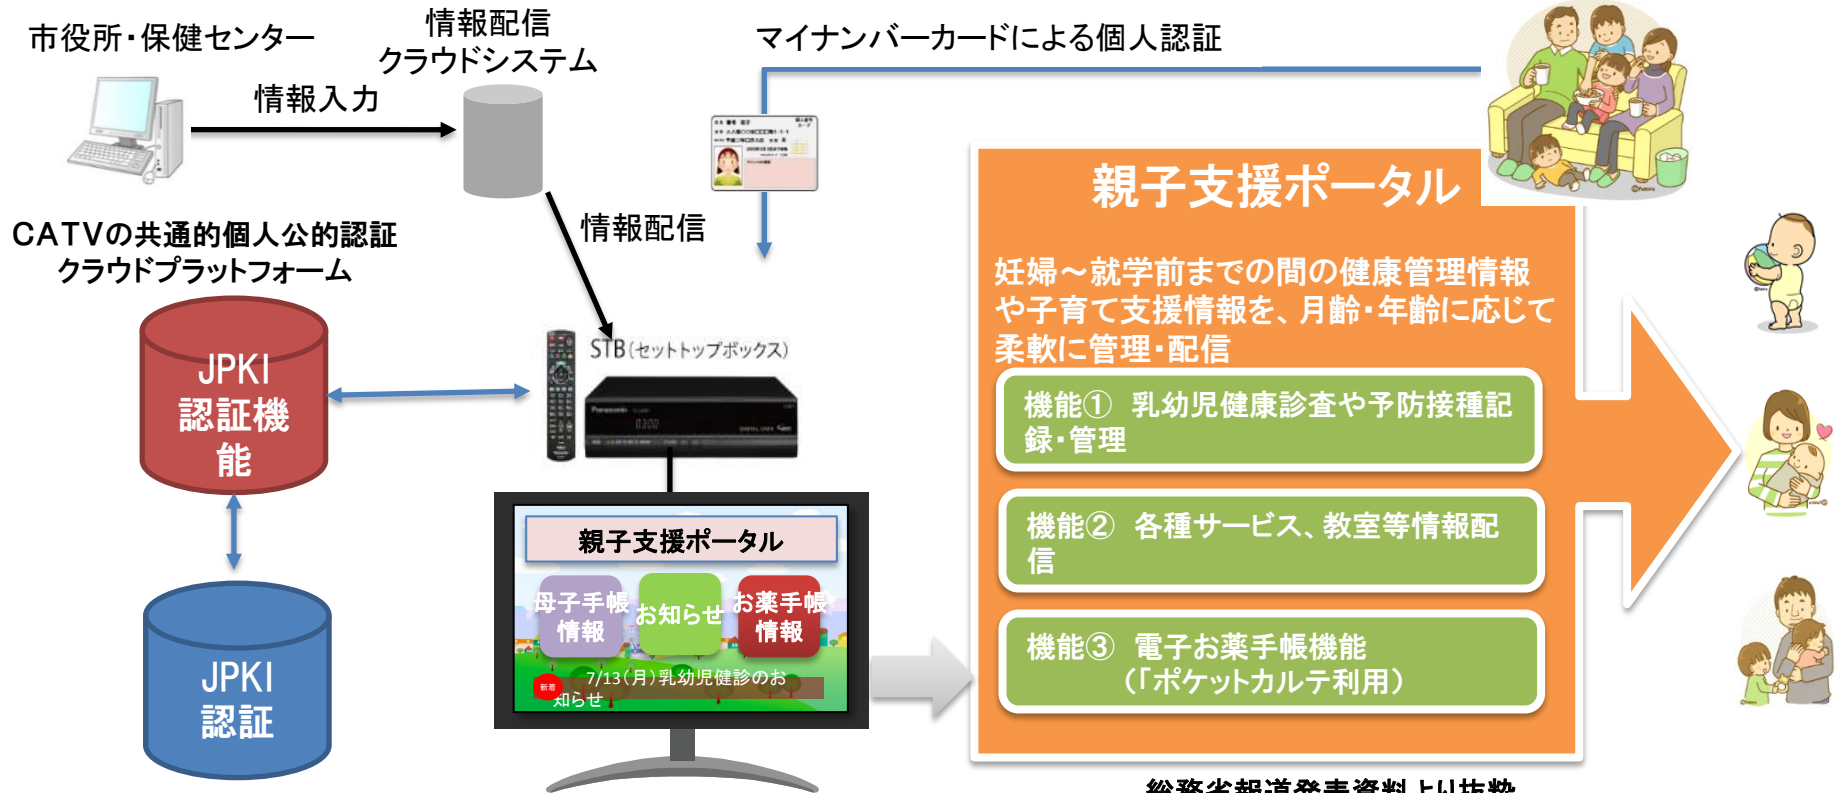 市役所・保健センター
情報入力
情報配信
クラウドシステム
マイナンバーカードによる個人認証
情報配信
CATVの共通的個人公的認証
クラウドプラットフォーム
JPKI
認証機
能
JPKI
認証
STB(セットトップボックス)
Panasonic
親子支援ポータル
母子手帳
情報
お知らせ
お薬手帳
情報
新着
7/13(月)乳幼児健診のお
知らせ
親子支援ポータル
妊婦～就学前までの間の健康管理情報
や子育て支援情報を、月齢・年齢に応じて
柔軟に管理・配信
機能① 乳幼児健康診査や予防接種記
録・管理
機能② 各種サービス、教室等情報配
信
機能③ 電子お薬手帳機能
(「ポケットカルテ利用)
総務省報道発表資料より抜粋